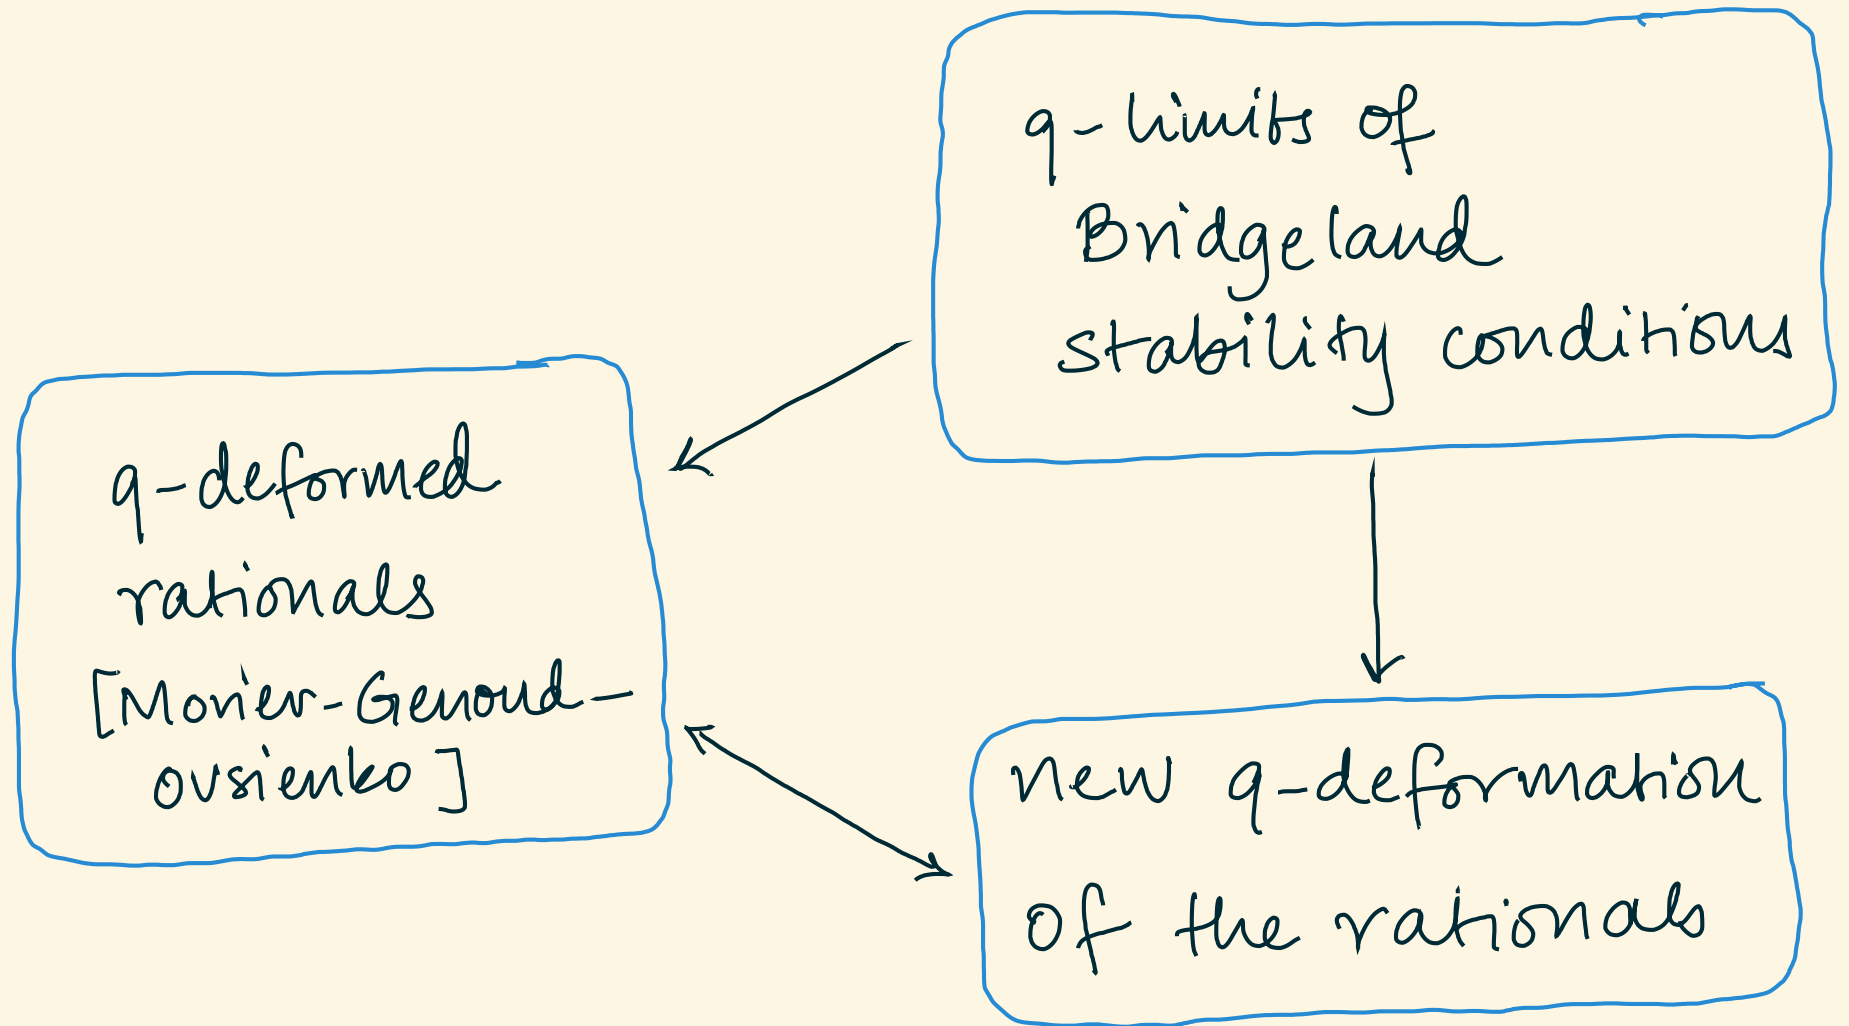 q-limits of
Bridgeland
stability conditions
q-deformed
rationals
[Morier-Genoud-
Ovsienko]
new q-deformation
of the rationals